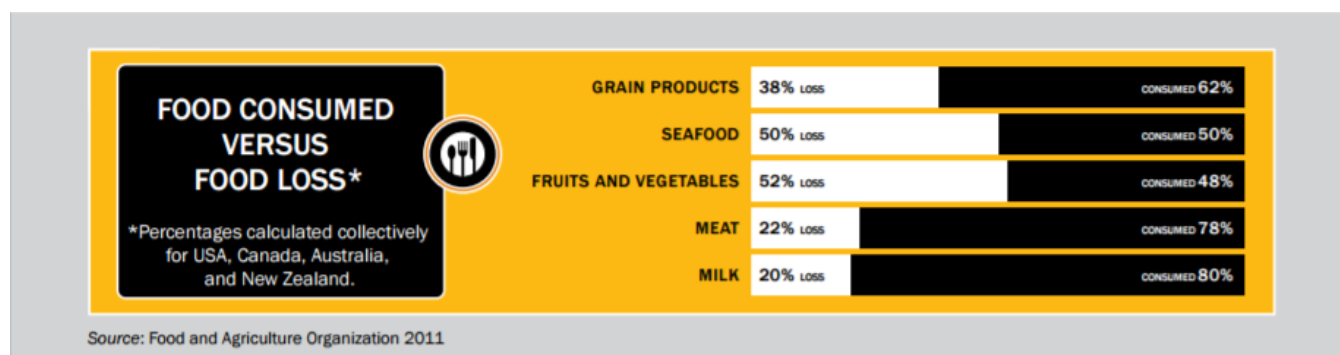 FOOD CONSUMED
VERSUS
FOOD LOSS*
*Percentages calculated collectively
for USA, Canada, Australia,
and New Zealand.
GRAIN PRODUCTS 38% LOSS CONSUMED 62%
SEAFOOD 50% LOSS CONSUMED 50%
FRUITS AND VEGETABLES 52% LOSS CONSUMED 48%
MEAT 22% LOSS CONSUMED 78%
MILK 20% LOSS CONSUMED 80%
Source: Food and Agriculture Organization 2011